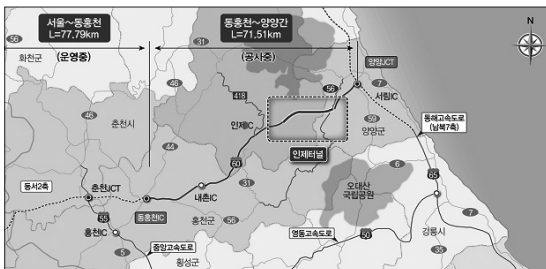 서울~동홍천
L=77.79km
(운영중)
동홍천~양양간
L=71.51km
(공사중)
N
56
화천군
31
46
46
춘천시
44
418
인제IC
60
56
양양JCT
7
서림IC
59
양양군
동해고속도로
(남북7축)
인제터널
동서2축
춘천JCT
동홍천IC
내촌IC
31
55
홍천IC
홍천군
56
중앙고속도로
5
횡성군
오대산
국립공원
6
65
영동고속도로
50
강릉시
7
35